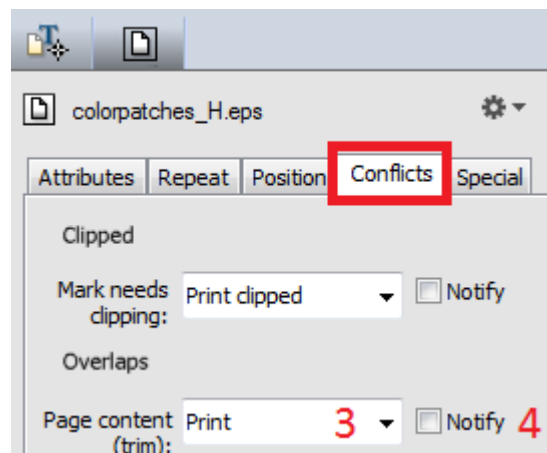 colorpatches_H.eps
Attributes Repeat Position Conflicts Special
Clipped
Mark needs clipping: Print clipped Notify
Overlaps
Page content (trim): Print 3 Notify 4